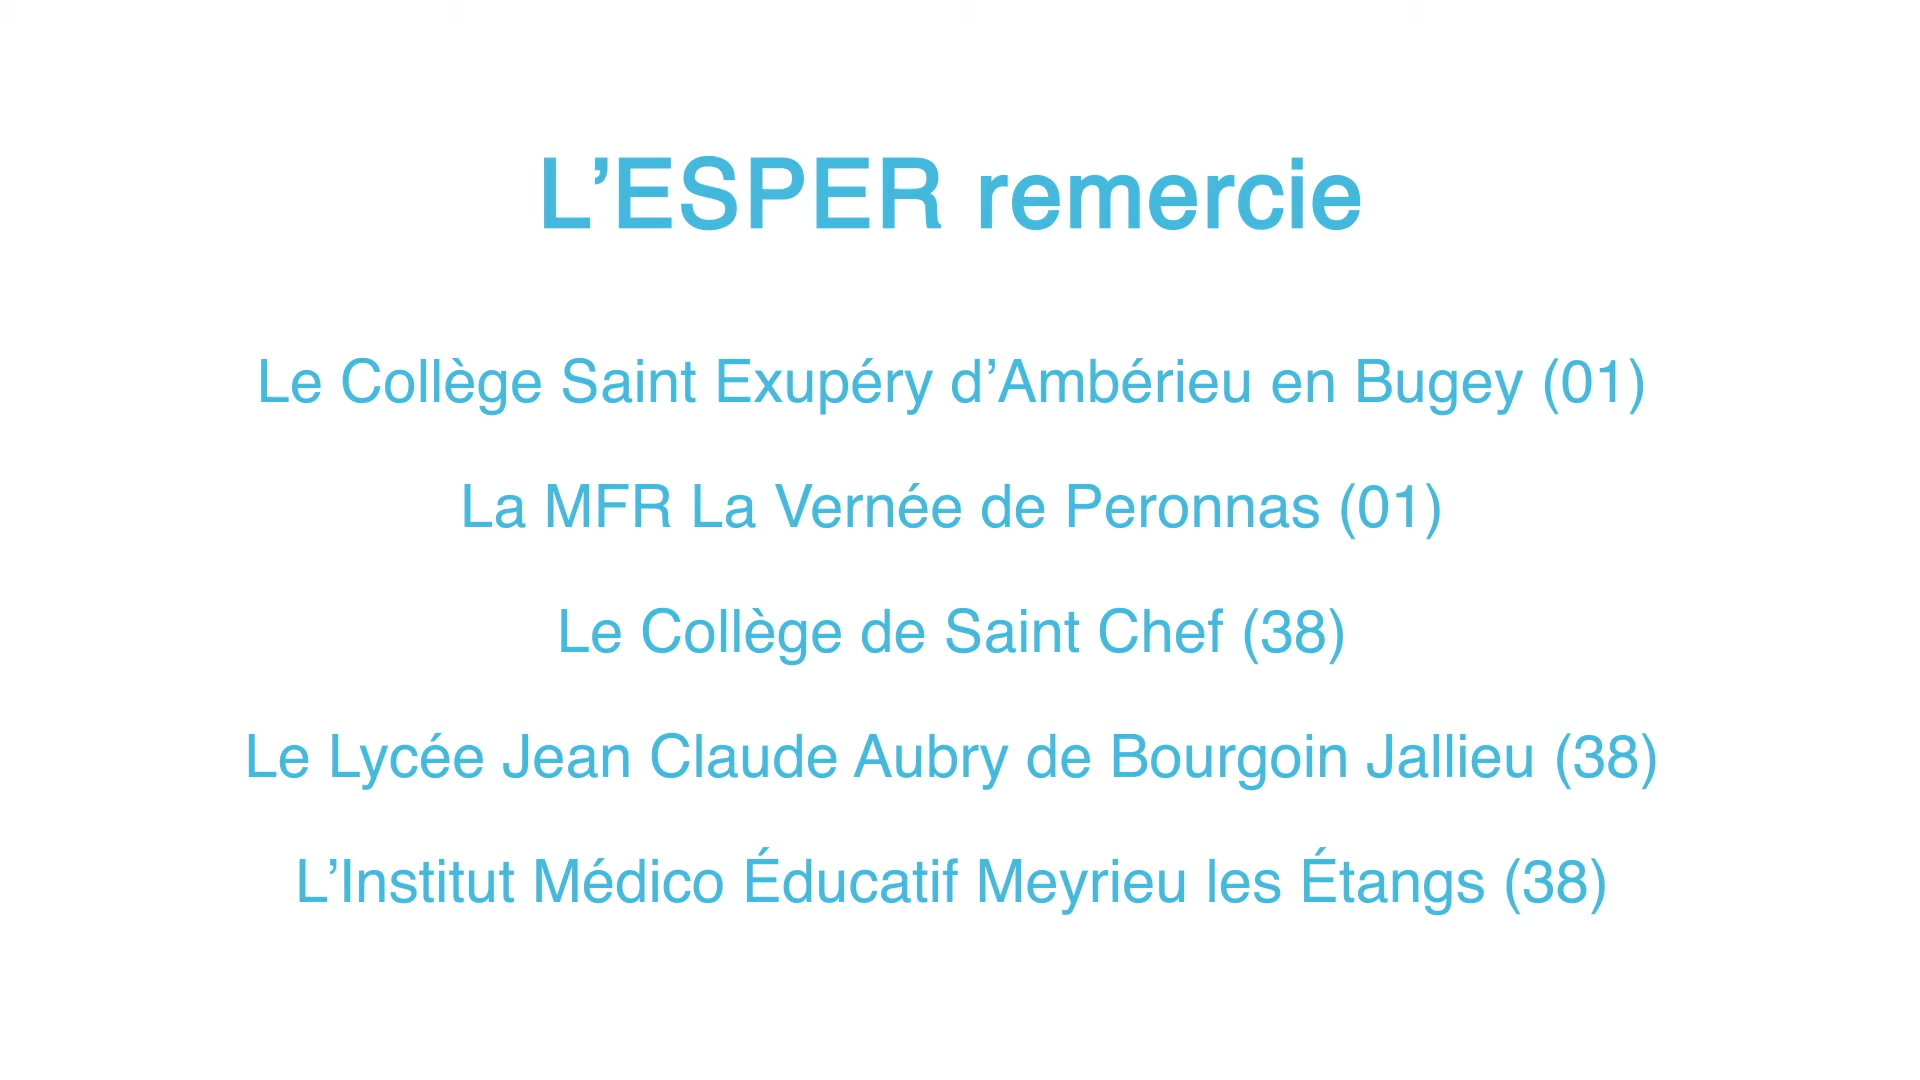 L’ESPER remercie
Le Collège Saint Exupéry d’Ambérieu en Bugey (01)
La MFR La Vernée de Peronnas (01)
Le Collège de Saint Chef (38)
Le Lycée Jean Claude Aubry de Bourgoin Jallieu (38)
L’Institut Médico Éducatif Meyrieu les Étangs (38)